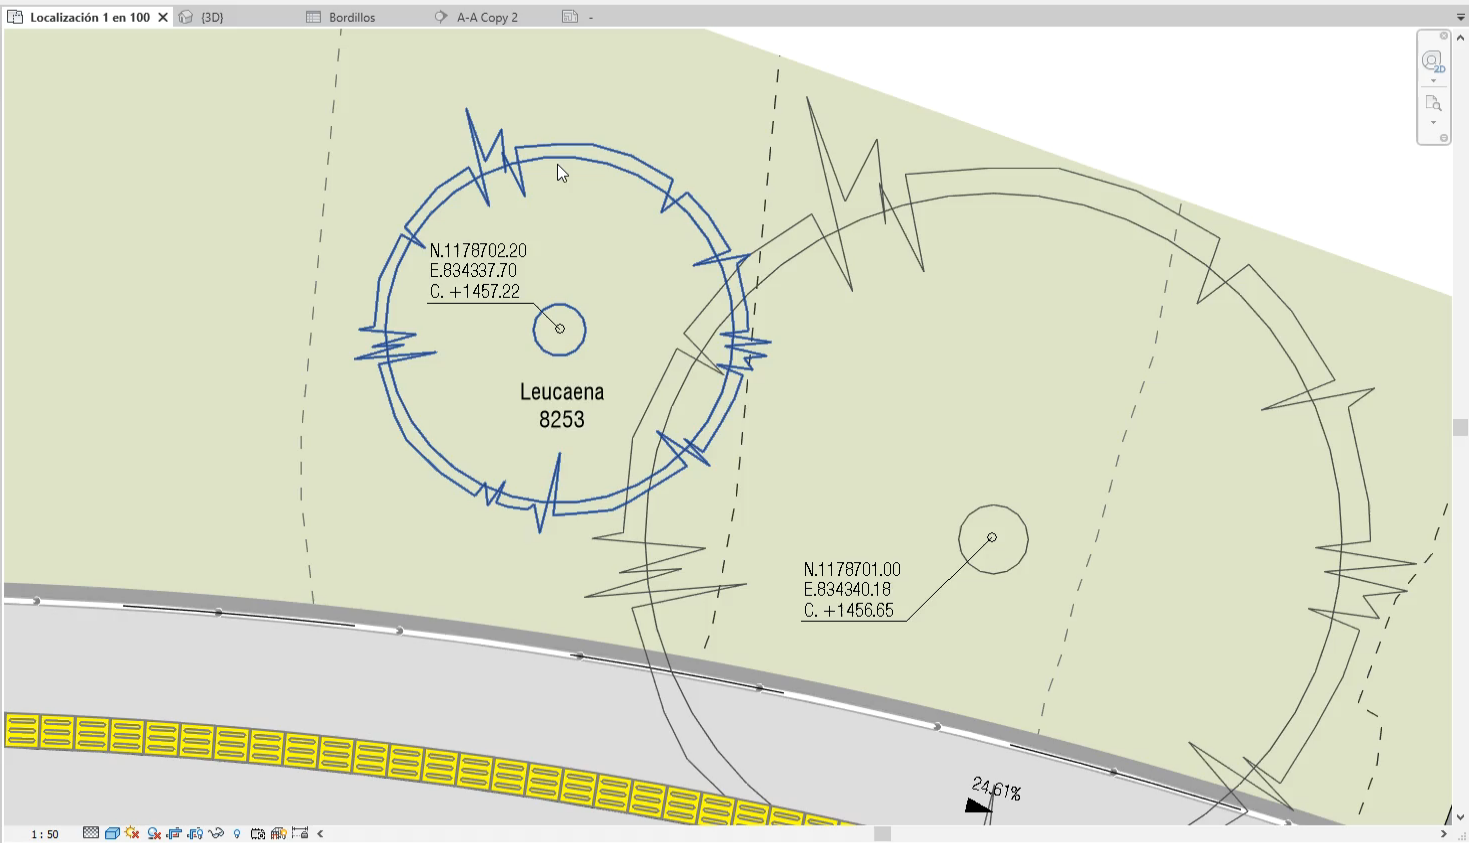 Localización 1 en 100
{3D}
Bordillos
A-A Copy 2
-
2D
N.1178702.20
E.834337.70
C. +1457.22
Leucaena
8253
N.1178701.00
E.834340.18
C. +1456.65
24.61%
1 : 50